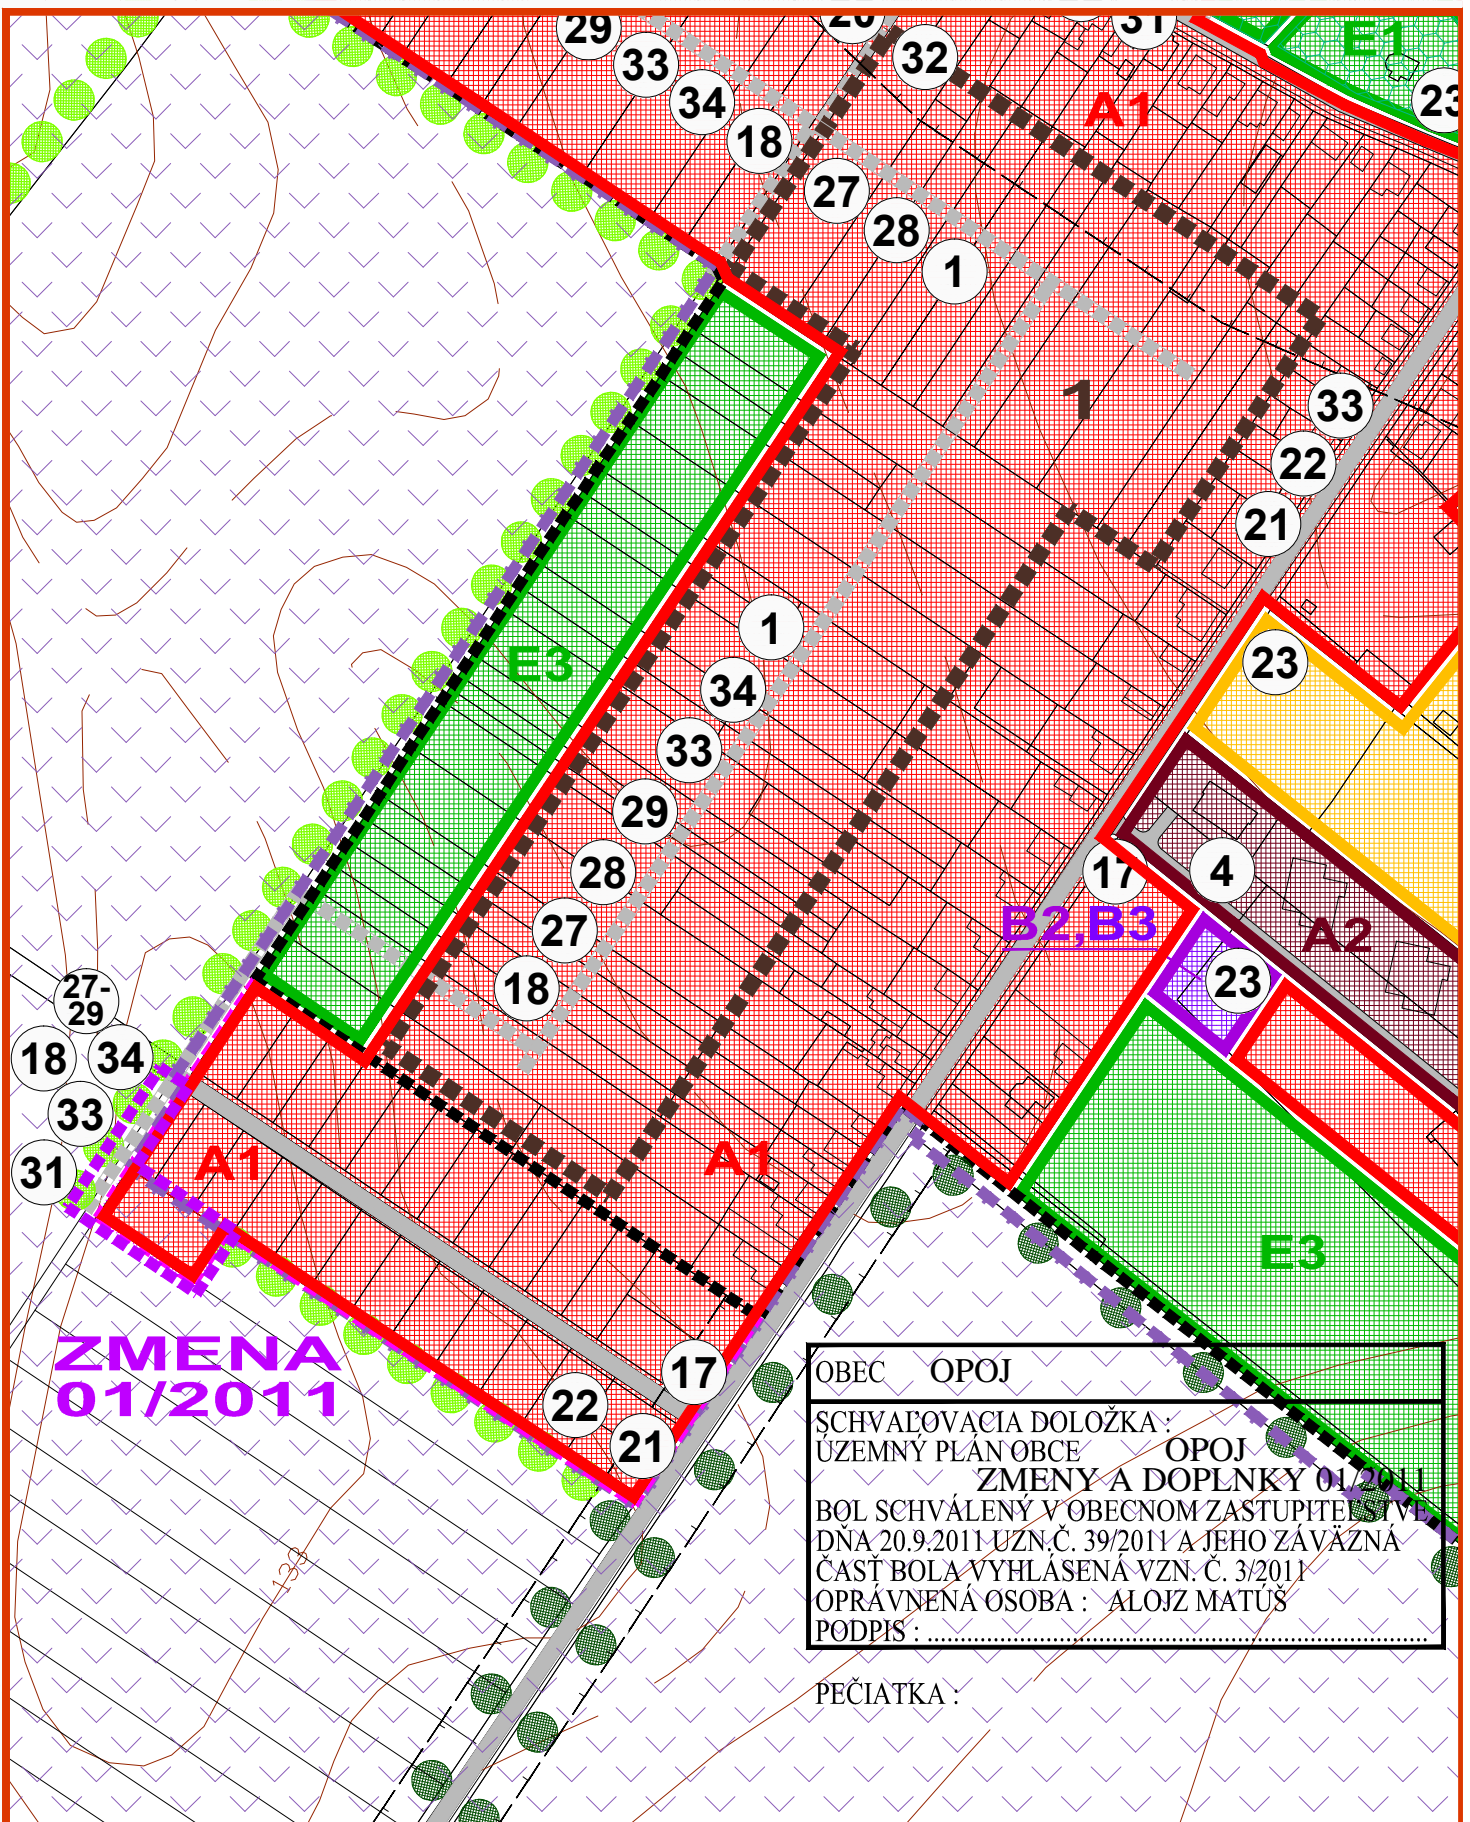 29
33
34
18
27
28
1
32
31
A1
E1
23
1
33
22
21
23
E3
1
34
33
29
28
27
18
17
4
B2,B3
A2
23
27-
29
18
34
33
31
A1
A1
E3
ZMENA
01/2011
17
22
21
133
OBEC OPOJ
SCHVAĽOVACIA DOLOŽKA :
ÚZEMNÝ PLÁN OBCE OPOJ
ZMENY A DOPLNKY 01/2011
BOL SCHVÁLENÝ V OBECNOM ZASTUPITEĽSTVE
DŇA 20.9.2011 UZN.Č. 39/2011 A JEHO ZÁVÄZNÁ
ČASŤ BOLA VYHLÁSENÁ VZN. Č. 3/2011
OPRÁVNENÁ OSOBA : ALOJZ MATÚŠ
PODPIS : ................................................................................
PEČIATKA :